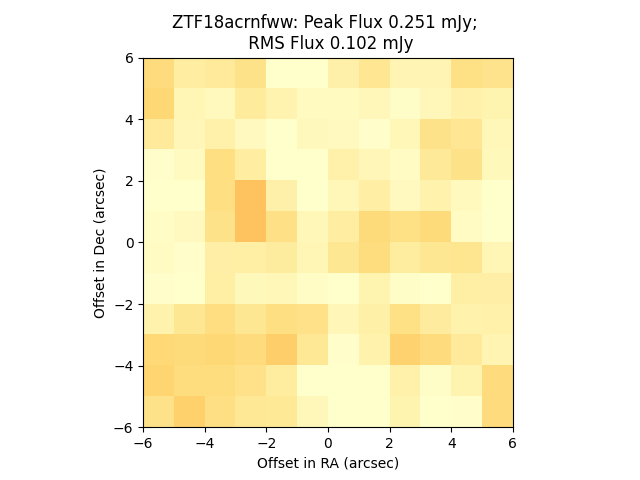 ZTF18acrnfww: Peak Flux 0.251 mJy;
RMS Flux 0.102 mJy
6
4
2
0
−2
−4
−6
Offset in Dec (arcsec)
−6 −4 −2 0 2 4 6
Offset in RA (arcsec)